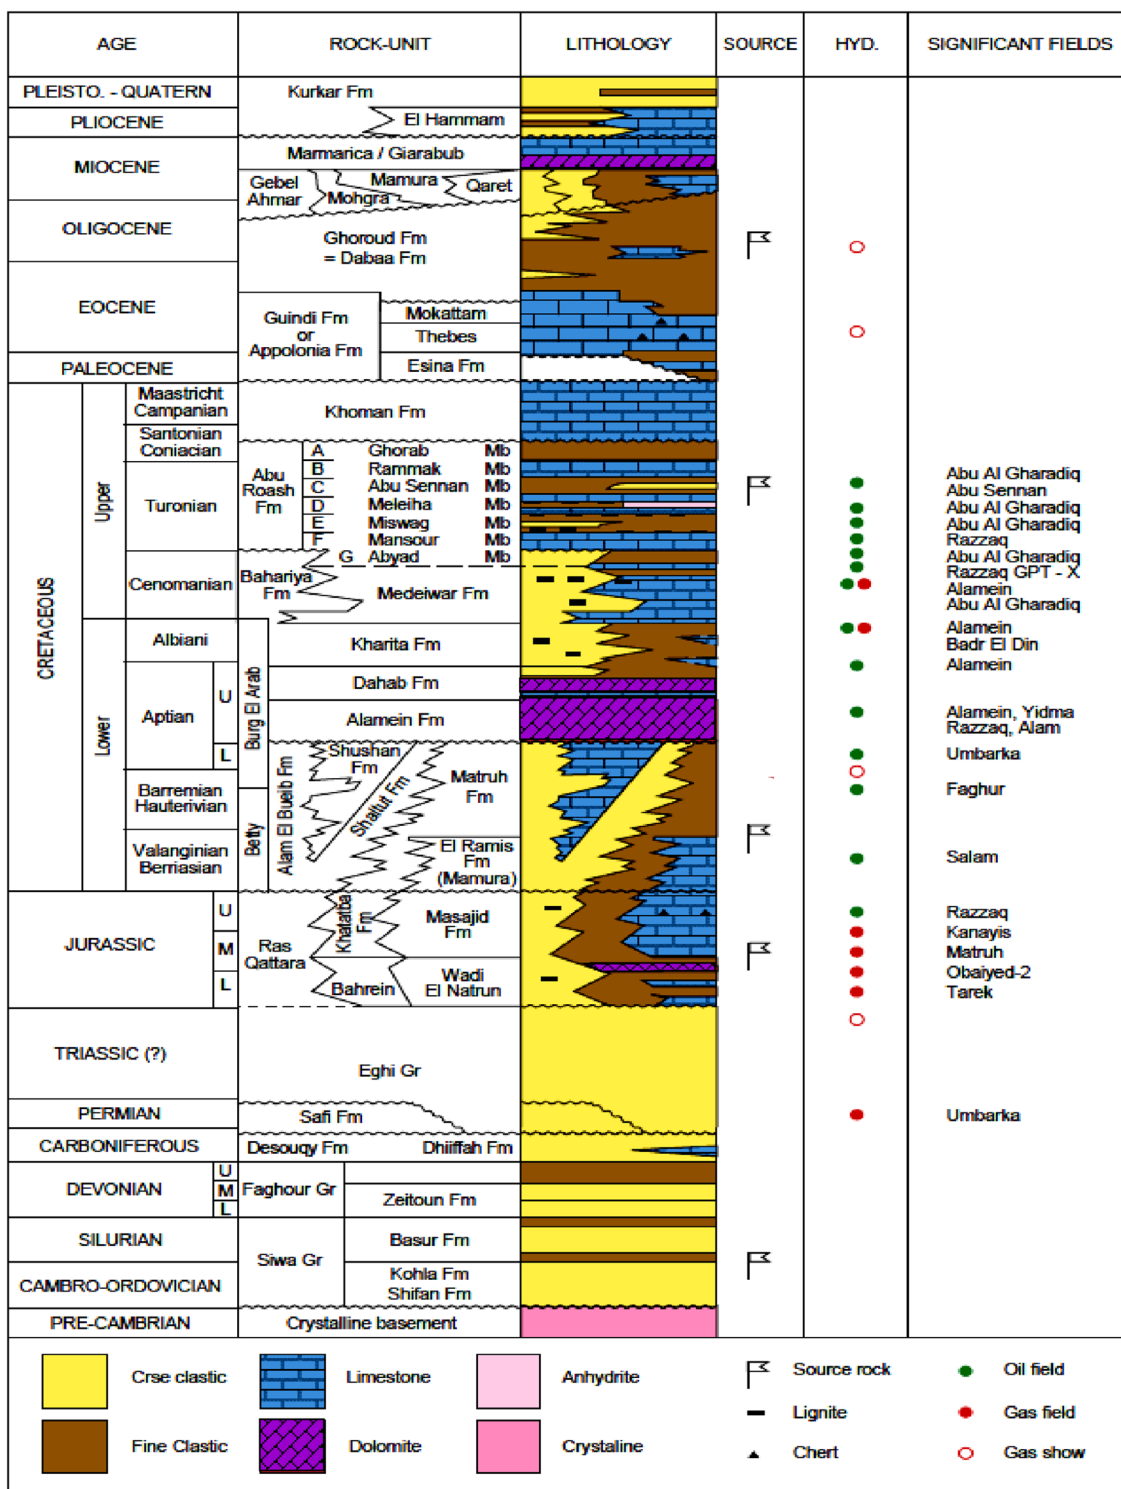 AGE ROCK-UNIT LITHOLOGY SOURCE HYD. SIGNIFICANT FIELDS
PLEISTO. - QUATERN Kurkar Fm
PLIOCENE El Hammam
MIOCENE Marmarica / Giarabub
Gebel Ahmar Mohgra Mamura Qaret
OLIGOCENE Ghoroud Fm
= Dabaa Fm
EOCENE Guindi Fm
or
Appolonia Fm
Mokattam
Thebes
PALEOCENE Esina Fm
CRETACEOUS
Upper
Maastricht
Campanian
Khoman Fm
Santonian
Coniacian
Turonian
Abu
Roash
Fm
A Ghorab Mb
B Rammak Mb
C Abu Sennan Mb
D Meleiha Mb
E Miswag Mb
F Mansour Mb
G Abyad Mb
Abu Al Gharadiq
Abu Sennan
Abu Al Gharadiq
Abu Al Gharadiq
Razzaq
Abu Al Gharadiq
Razzaq GPT - X
Alamein
Abu Al Gharadiq
Cenomanian Bahariya
Fm
Medeiwar Fm
Lower
Albiani Burg El Arab Kharita Fm Alamein
Badr El Din
Aptian U Dahab Fm Alamein
Alamein Fm Alamein, Yidma
Razzaq, Alam
L Shushan
Fm
Umbarka
Barremian
Hauterivian
Betty
Alam El Bueib Fm
Shaltut Fm
Matruh
Fm
Faghur
Valanginian
Berriasian
El Ramis
Fm
(Mamura)
Salam
JURASSIC
U
M
L
Ras
Qattara
Khatatba
Fm
Masajid
Fm
Bahrein
Wadi
El Natrun
Razzaq
Kanayis
Matruh
Obaiyed-2
Tarek
TRIASSIC (?) Eghi Gr
PERMIAN Safi Fm Umbarka
CARBONIFEROUS Desouqy Fm Dhiiffah Fm
DEVONIAN
U
M
L
Faghour Gr Zeitoun Fm
SILURIAN Siwa Gr Basur Fm
CAMBRO-ORDOVICIAN Kohla Fm
Shifan Fm
PRE-CAMBRIAN Crystalline basement
Crse clastic Limestone Anhydrite Source rock Oil field
Lignite Gas field
Fine Clastic Dolomite Crystaline Chert Gas show